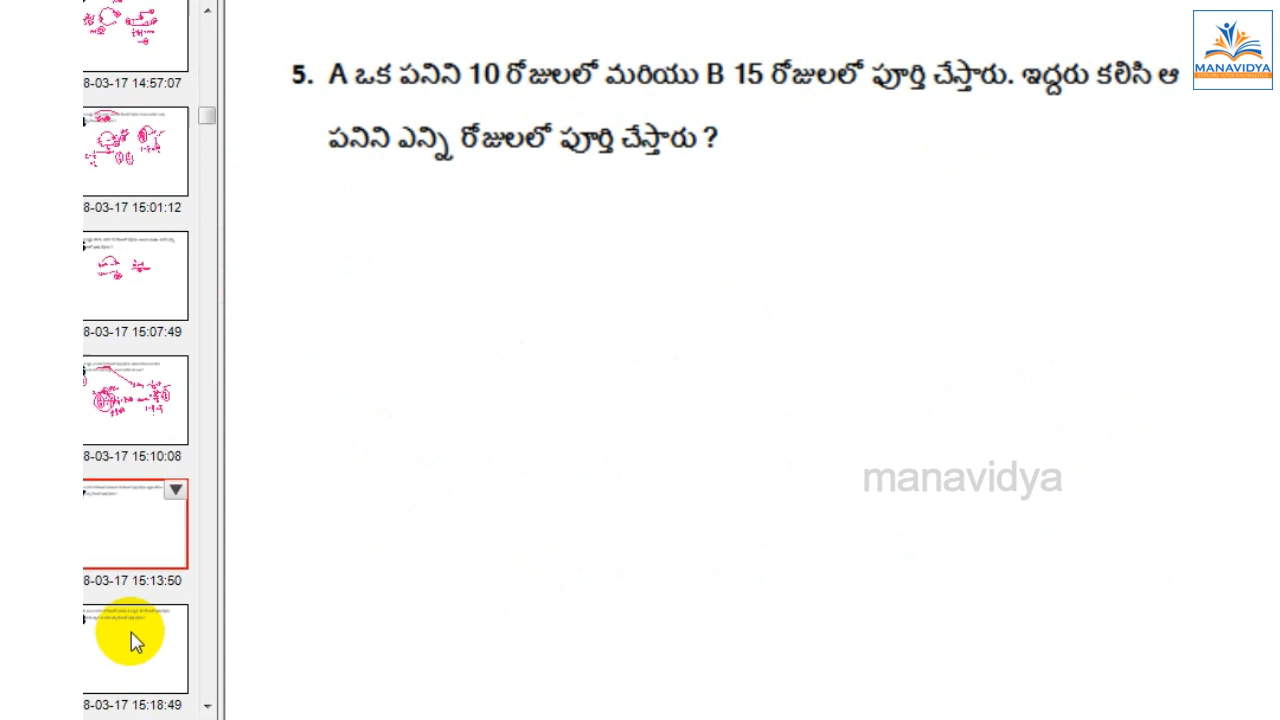 8-03-17 14:57:07
8-03-17 15:01:12
8-03-17 15:07:49
8-03-17 15:10:08
8-03-17 15:13:50
8-03-17 15:18:49
5. A ఒక పనిని 10 రోజులలో మరియు B 15 రోజులలో పూర్తి చేస్తారు. ఇద్దరు కలిసి ఆ
పనిని ఎన్ని రోజులలో పూర్తి చేస్తారు ?
MANAVIDYA
manavidya